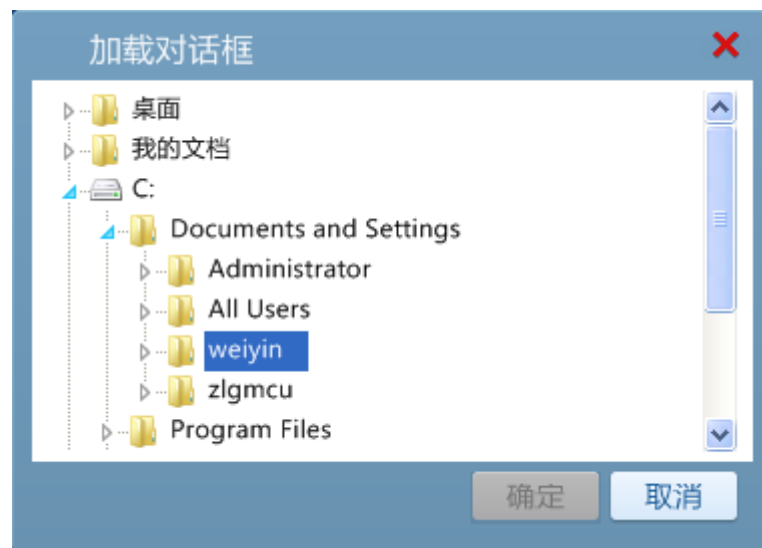 加载对话框
桌面
我的文档
C:
Documents and Settings
Administrator
All Users
weiyin
zlgmcu
Program Files
确定 取消